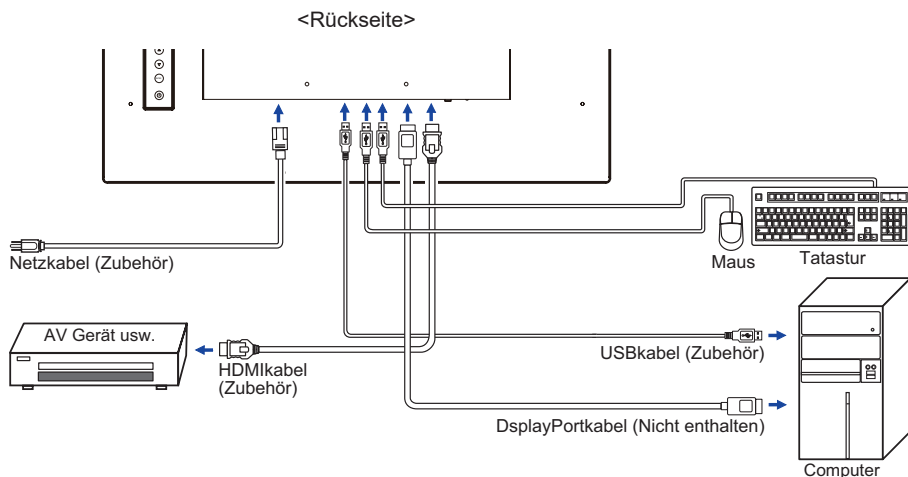 <Rückseite>
Netzkabel (Zubehör)
Maus
Tatastur
AV Gerät usw.
HDMIkabel
(Zubehör)
USBkabel (Zubehör)
DsplayPortkabel (Nicht enthalten)
Computer